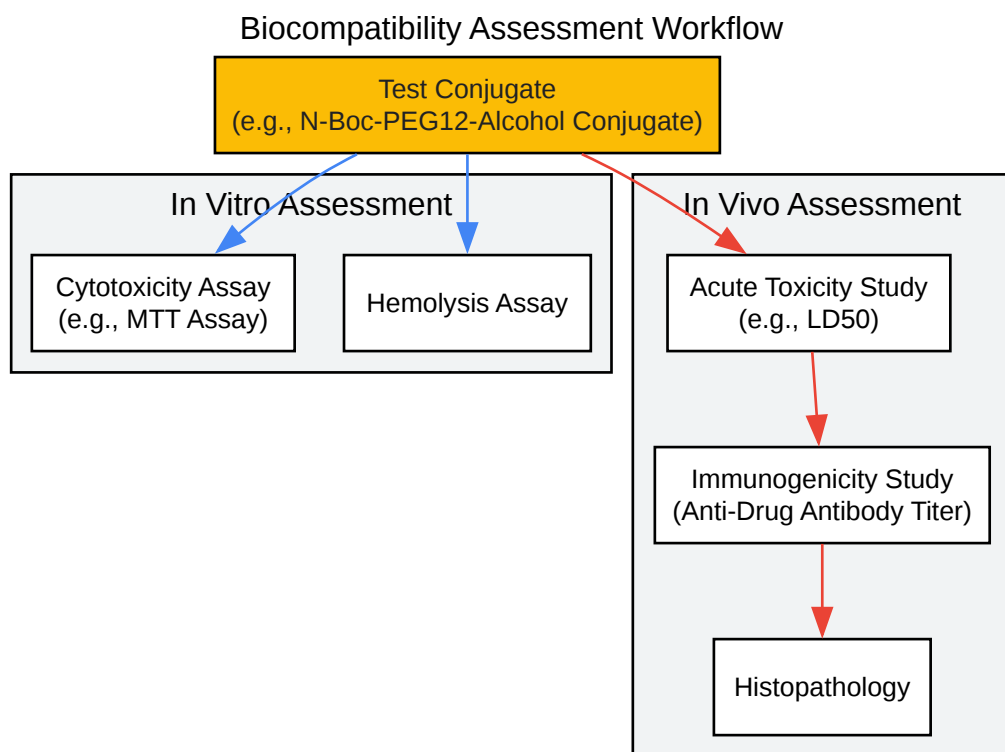 Biocompatibility Assessment Workflow
Test Conjugate
(e.g., N-Boc-PEG12-Alcohol Conjugate)
In Vitro Assessment
Cytotoxicity Assay
(e.g., MTT Assay)
Hemolysis Assay
In Vivo Assessment
Acute Toxicity Study
(e.g., LD50)
Immunogenicity Study
(Anti-Drug Antibody Titer)
Histopathology